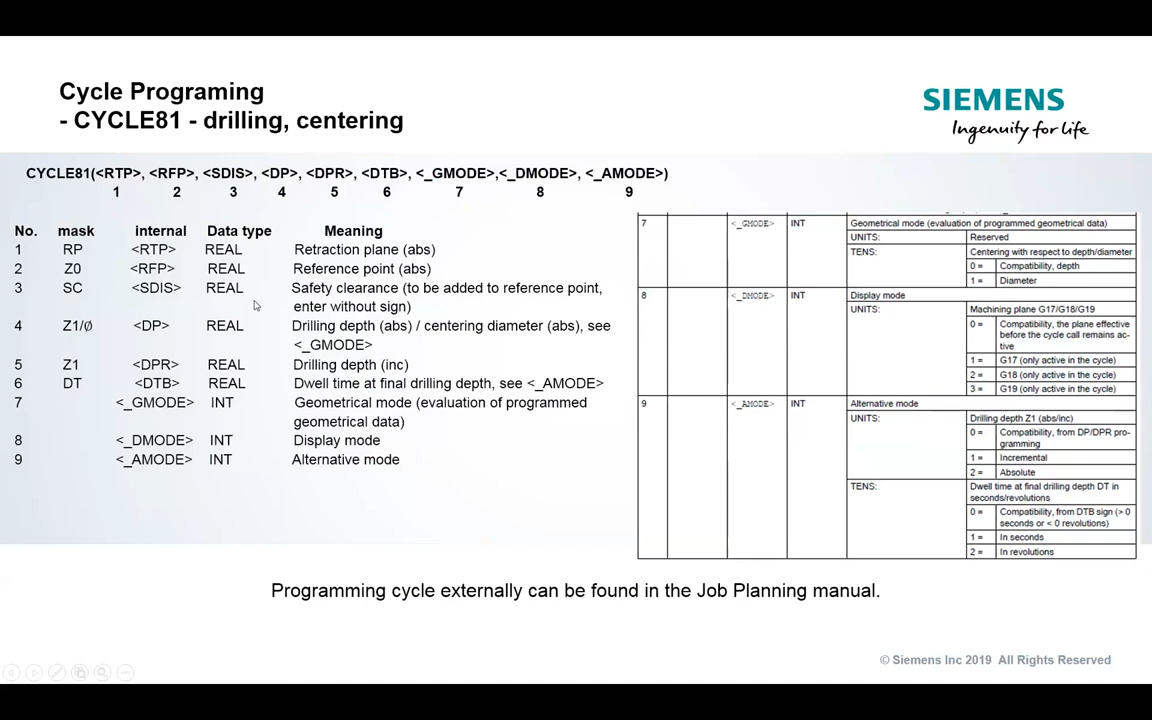 Cycle Programing
- CYCLE81 - drilling, centering
SIEMENS
Ingenuity for life
CYCLE81(<RTP>, <RFP>, <SDIS>, <DP>, <DPR>, <DTB>, <_GMODE>,<_DMODE>, <_AMODE>)
1 2 3 4 5 6 7 8 9
No. mask internal Data type Meaning
1 RP <RTP> REAL Retraction plane (abs)
2 Z0 <RFP> REAL Reference point (abs)
3 SC <SDIS> REAL Safety clearance (to be added to reference point,
enter without sign)
4 Z1/∅ <DP> REAL Drilling depth (abs) / centering diameter (abs), see
<_GMODE>
5 Z1 <DPR> REAL Drilling depth (inc)
6 DT <DTB> REAL Dwell time at final drilling depth, see <_AMODE>
7 <_GMODE> INT Geometrical mode (evaluation of programmed
geometrical data)
8 <_DMODE> INT Display mode
9 <_AMODE> INT Alternative mode
7 <_GMODE> INT Geometrical mode (evaluation of programmed geometrical data)
UNITS: Reserved
TENS: Centering with respect to depth/diameter
0 = Compatibility, depth
1 = Diameter
8 <_DMODE> INT Display mode
UNITS: Machining plane G17/G18/G19
0 = Compatibility, the plane effective
before the cycle call remains ac-
tive
1 = G17 (only active in the cycle)
2 = G18 (only active in the cycle)
3 = G19 (only active in the cycle)
9 <_AMODE> INT Alternative mode
UNITS: Drilling depth Z1 (abs/inc)
0 = Compatibility, from DP/DPR pro-
gramming
1 = Incremental
2 = Absolute
TENS: Dwell time at final drilling depth DT in
seconds/revolutions
0 = Compatibility, from DTB sign (> 0
seconds or < 0 revolutions)
1 = In seconds
2 = In revolutions
Programming cycle externally can be found in the Job Planning manual.
© Siemens Inc 2019 All Rights Reserved